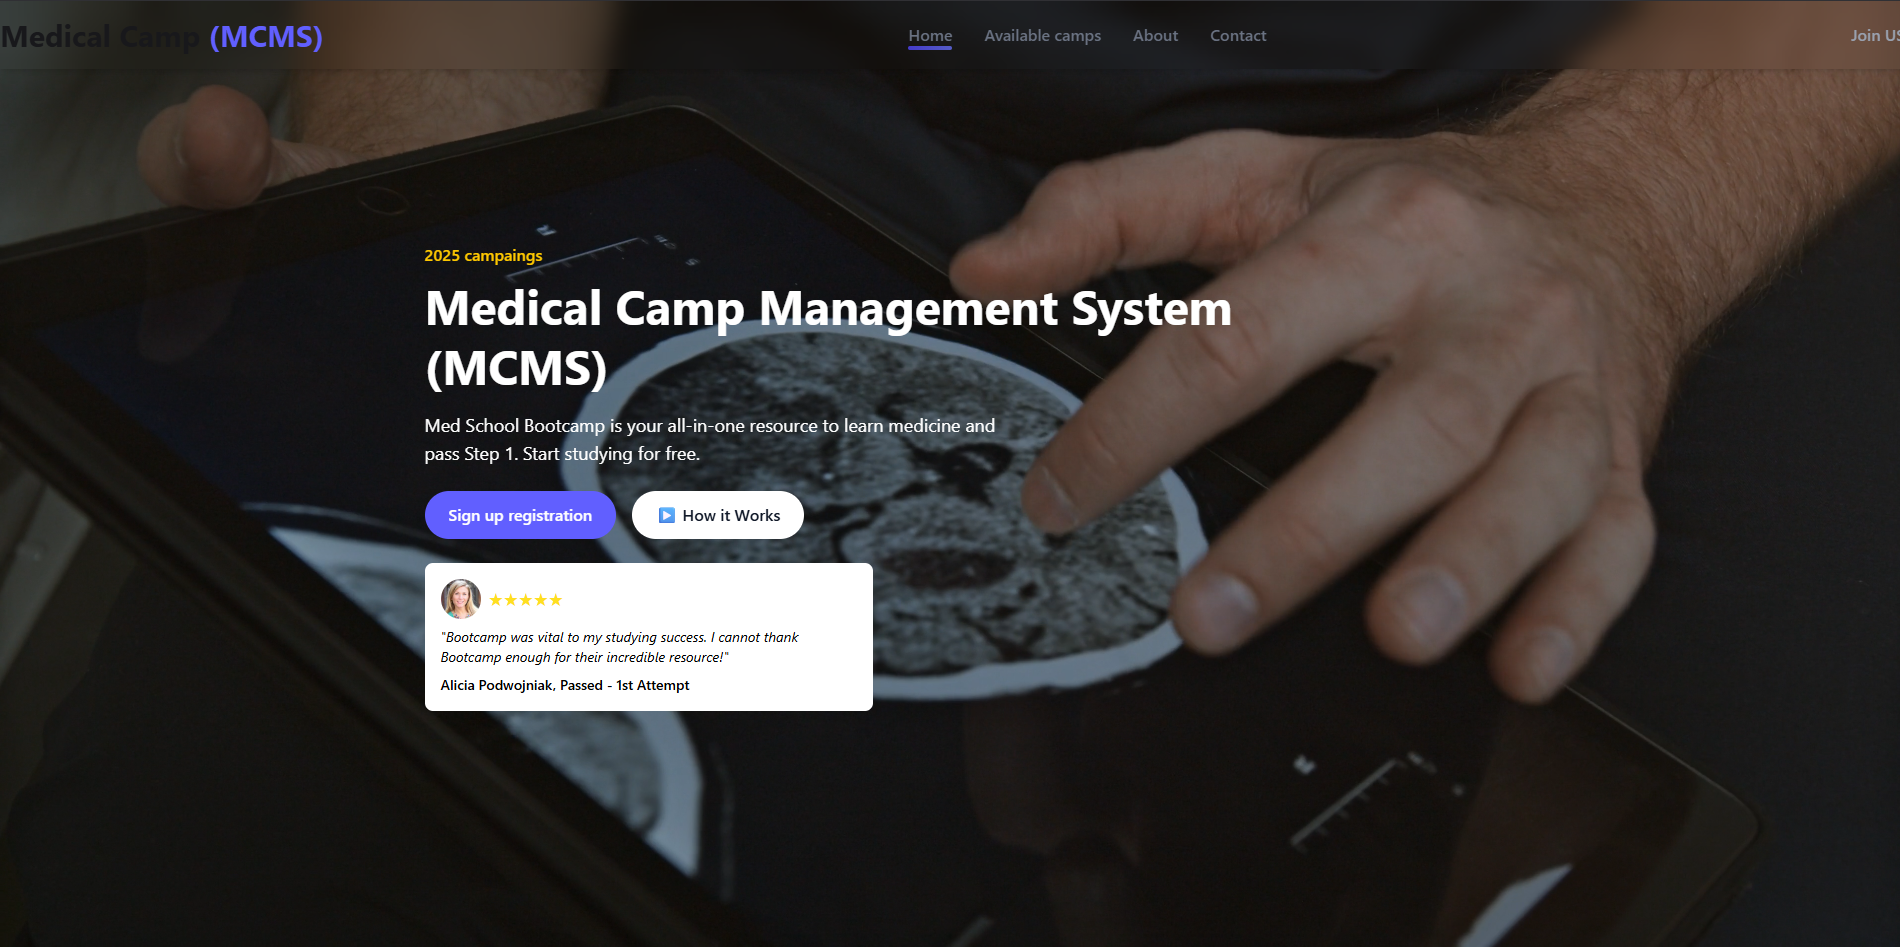 Medical Camp (MCMS)
Home Available camps About Contact
Join US
2025 campaings
Medical Camp Management System
(MCMS)
Med School Bootcamp is your all-in-one resource to learn medicine and
pass Step 1. Start studying for free.
Sign up registration
How it Works
★★★★★
"Bootcamp was vital to my studying success. I cannot thank
Bootcamp enough for their incredible resource!"
Alicia Podwojniak, Passed - 1st Attempt